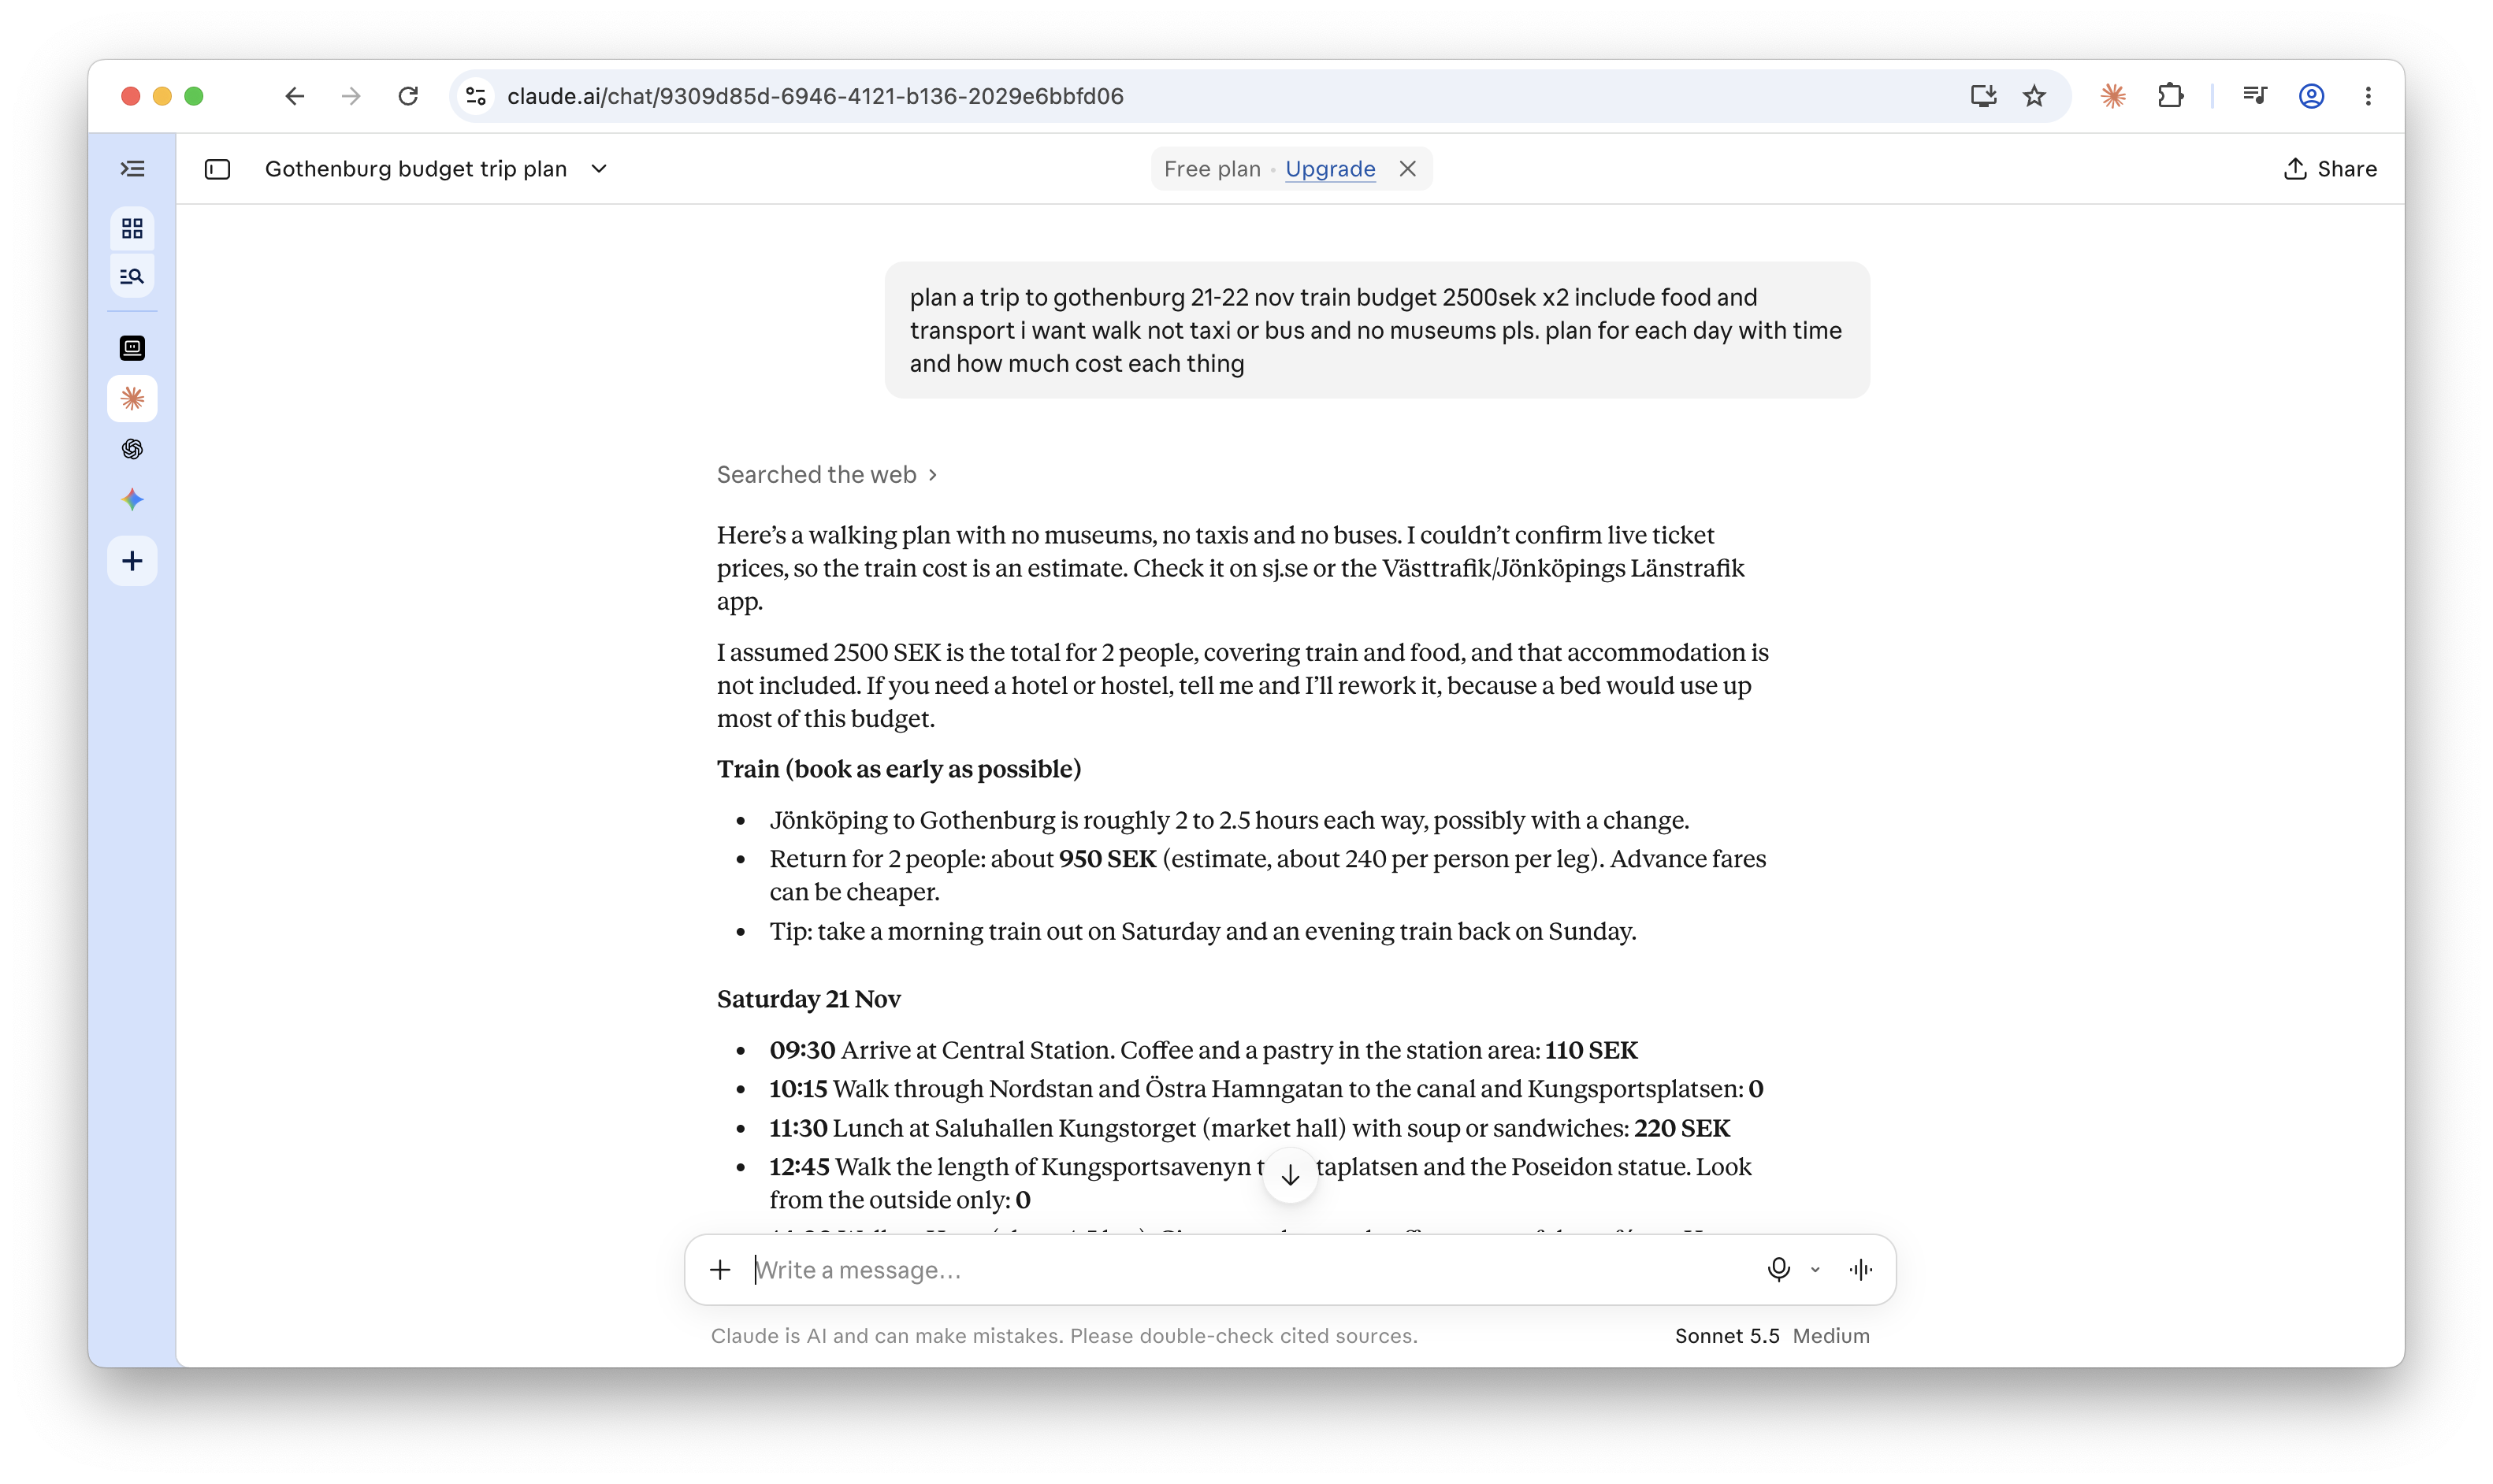 claude.ai/chat/9309d85d-6946-4121-b136-2029e6bbfd06
Gothenburg budget trip plan
Free plan · Upgrade
Share
plan a trip to gothenburg 21-22 nov train budget 2500sek x2 include food and
transport i want walk not taxi or bus and no museums pls. plan for each day with time
and how much cost each thing
Searched the web
Here’s a walking plan with no museums, no taxis and no buses. I couldn’t confirm live ticket
prices, so the train cost is an estimate. Check it on sj.se or the Västtrafik/Jönköpings Länstrafik
app.
I assumed 2500 SEK is the total for 2 people, covering train and food, and that accommodation is
not included. If you need a hotel or hostel, tell me and I’ll rework it, because a bed would use up
most of this budget.
Train (book as early as possible)
• Jönköping to Gothenburg is roughly 2 to 2.5 hours each way, possibly with a change.
• Return for 2 people: about 950 SEK (estimate, about 240 per person per leg). Advance fares
can be cheaper.
• Tip: take a morning train out on Saturday and an evening train back on Sunday.
Saturday 21 Nov
• 09:30 Arrive at Central Station. Coffee and a pastry in the station area: 110 SEK
• 10:15 Walk through Nordstan and Östra Hamngatan to the canal and Kungsportsplatsen: 0
• 11:30 Lunch at Saluhallen Kungstorget (market hall) with soup or sandwiches: 220 SEK
• 12:45 Walk the length of Kungsportsavenyn taplatsen and the Poseidon statue. Look
from the outside only: 0
Write a message...
Claude is AI and can make mistakes. Please double-check cited sources.
Sonnet 5.5 Medium